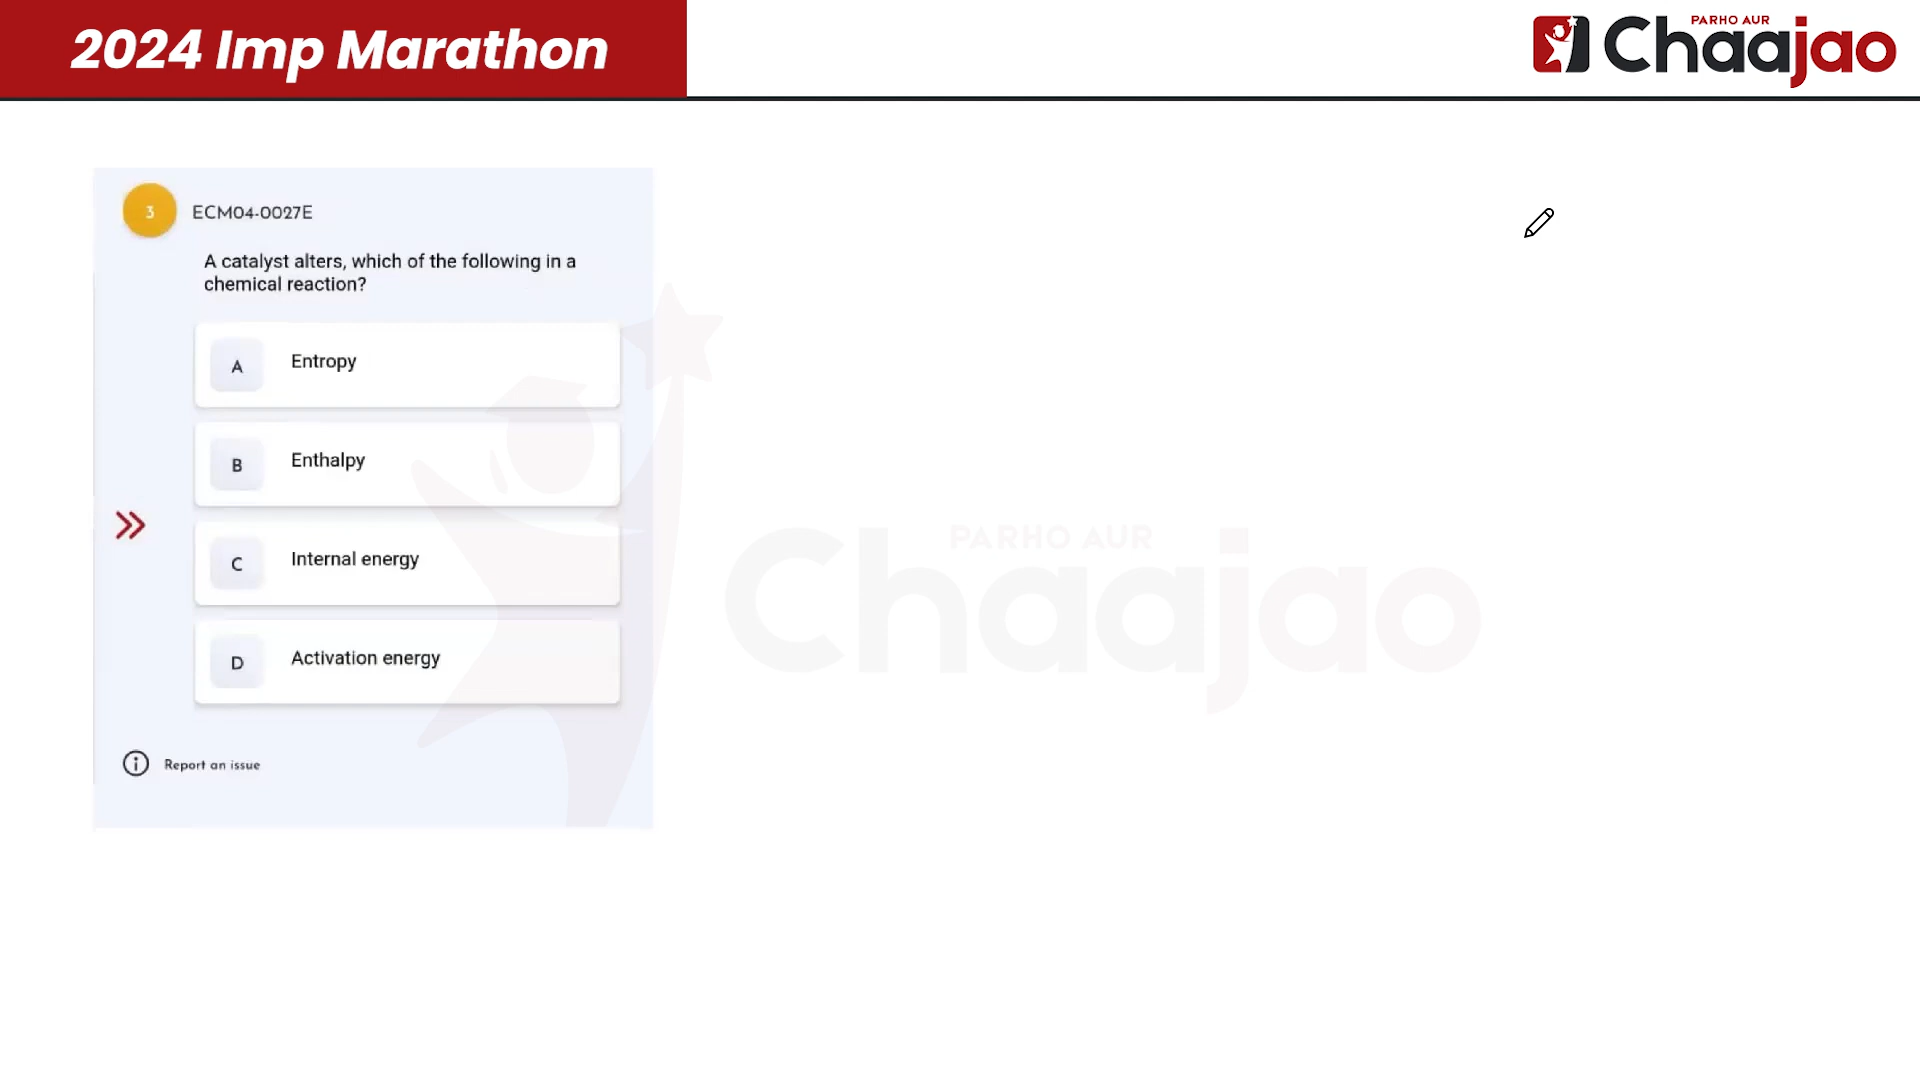 2024 Imp Marathon
PARHO AUR
Chaajao
3
ECM04-0027E
A catalyst alters, which of the following in a
chemical reaction?
A
Entropy
B
Enthalpy
C
Internal energy
D
Activation energy
Report an issue
PARHO AUR
Chaajao